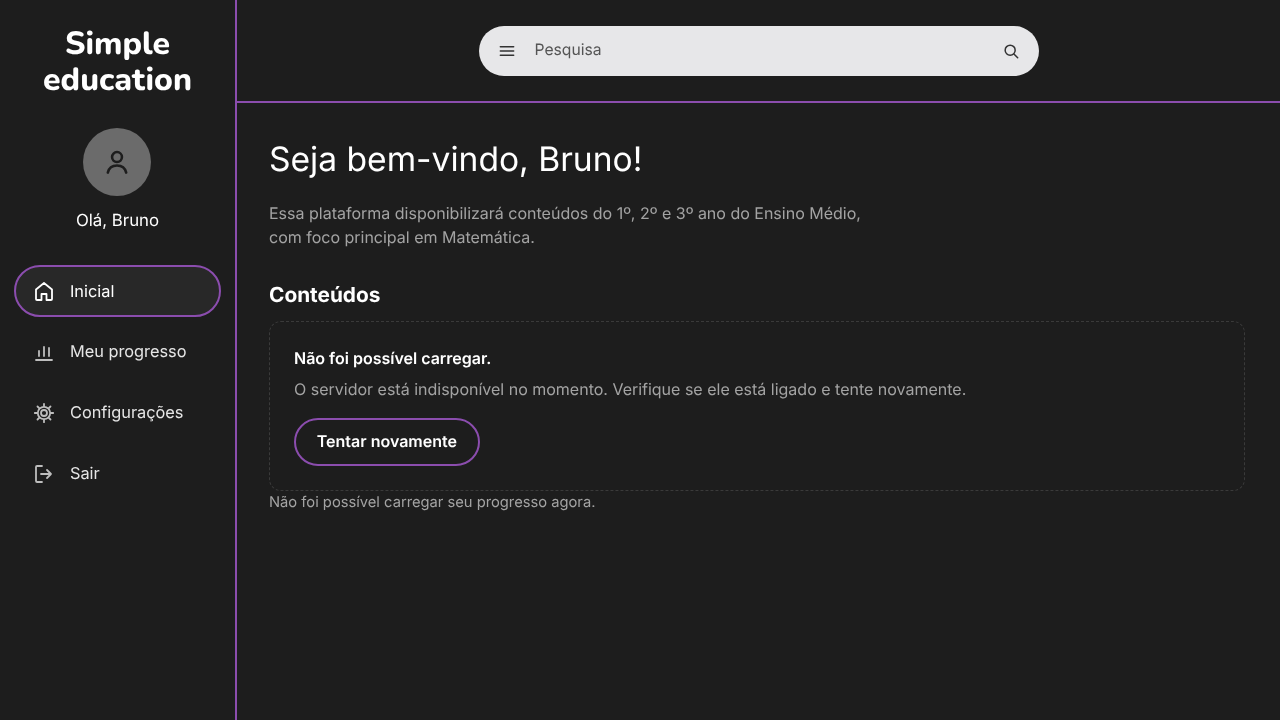 Simple
education
Olá, Bruno
Inicial
Meu progresso
Configurações
Sair
Pesquisa
Seja bem-vindo, Bruno!
Essa plataforma disponibilizará conteúdos do 1º, 2º e 3º ano do Ensino Médio,
com foco principal em Matemática.
Conteúdos
Não foi possível carregar.
O servidor está indisponível no momento. Verifique se ele está ligado e tente novamente.
Tentar novamente
Não foi possível carregar seu progresso agora.